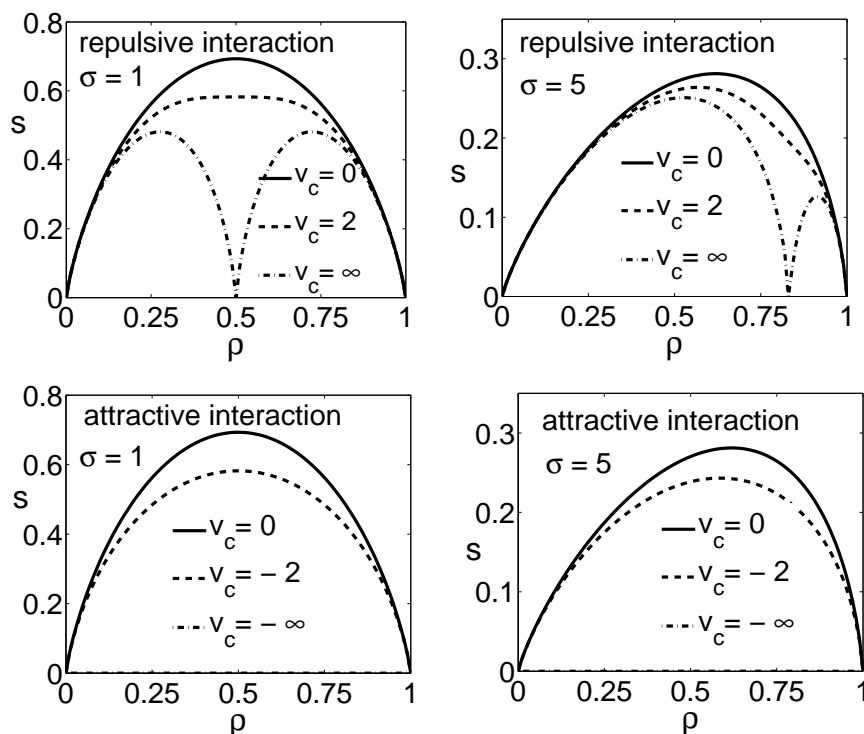 repulsive interaction
σ = 1
v_c = 0
v_c = 2
v_c = ∞
s
0.8
0.6
0.4
0.2
0
0 0.25 0.5 0.75 1
ρ
repulsive interaction
σ = 5
v_c = 0
v_c = 2
v_c = ∞
s
0.3
0.2
0.1
0
0 0.25 0.5 0.75 1
ρ
attractive interaction
σ = 1
v_c = 0
v_c = - 2
v_c = - ∞
s
0.8
0.6
0.4
0.2
0
0 0.25 0.5 0.75 1
ρ
attractive interaction
σ = 5
v_c = 0
v_c = - 2
v_c = - ∞
s
0.3
0.2
0.1
0
0 0.25 0.5 0.75 1
ρ